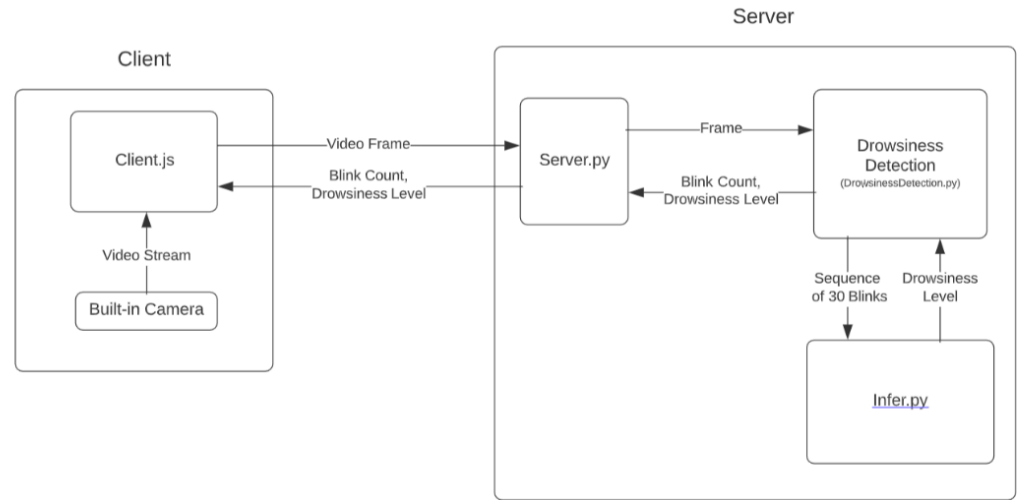 Server
Client
Client.js
Video Frame
Blink Count,
Drowsiness Level
Video Stream
Built-in Camera
Server.py
Frame
Blink Count,
Drowsiness Level
Drowsiness
Detection
(DrowsinessDetection.py)
Sequence
of 30 Blinks
Drowsiness
Level
Infer.py